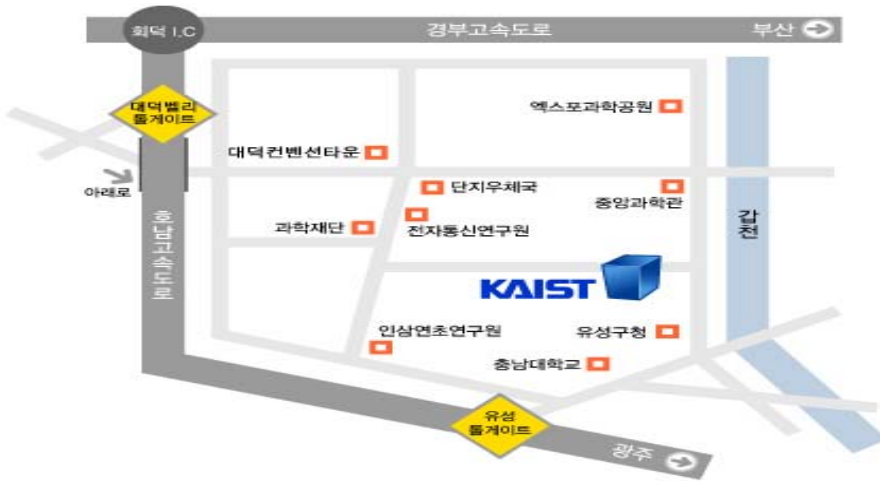 회덕 I.C
경부고속도로
부산
대덕벨리
톨게이트
엑스포과학공원
대덕컨벤션타운
아래로
단지우체국
중앙과학관
과학재단
전자통신연구원
갑천
호남고속도로
KAIST
인삼연초연구원
유성구청
충남대학교
유성
톨게이트
광주